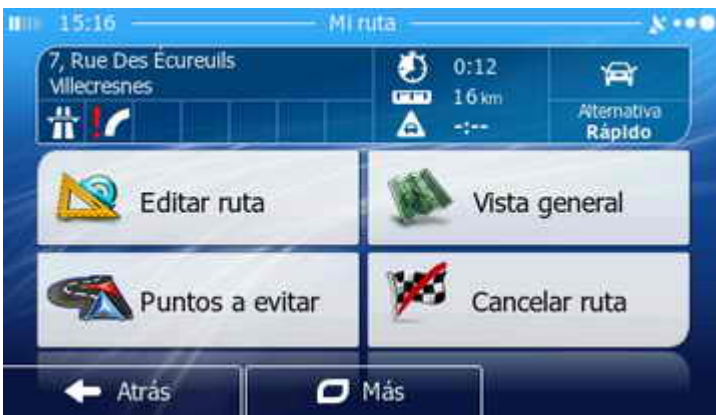 15:16 Mi ruta
7, Rue Des Écureuils
Villecresnes
0:12
16 km
-:--
Alternativa
Rápido
Editar ruta
Vista general
Puntos a evitar
Cancelar ruta
Atrás
Más